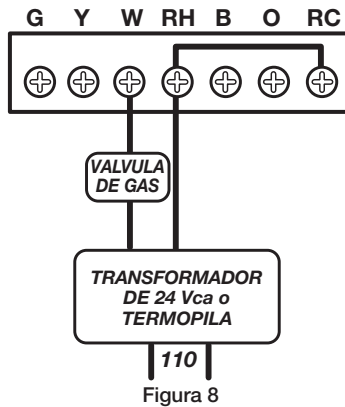 G Y W RH B O RC
VALVULA
DE GAS
TRANSFORMADOR
DE 24 Vca o
TERMOPILA
110
Figura 8